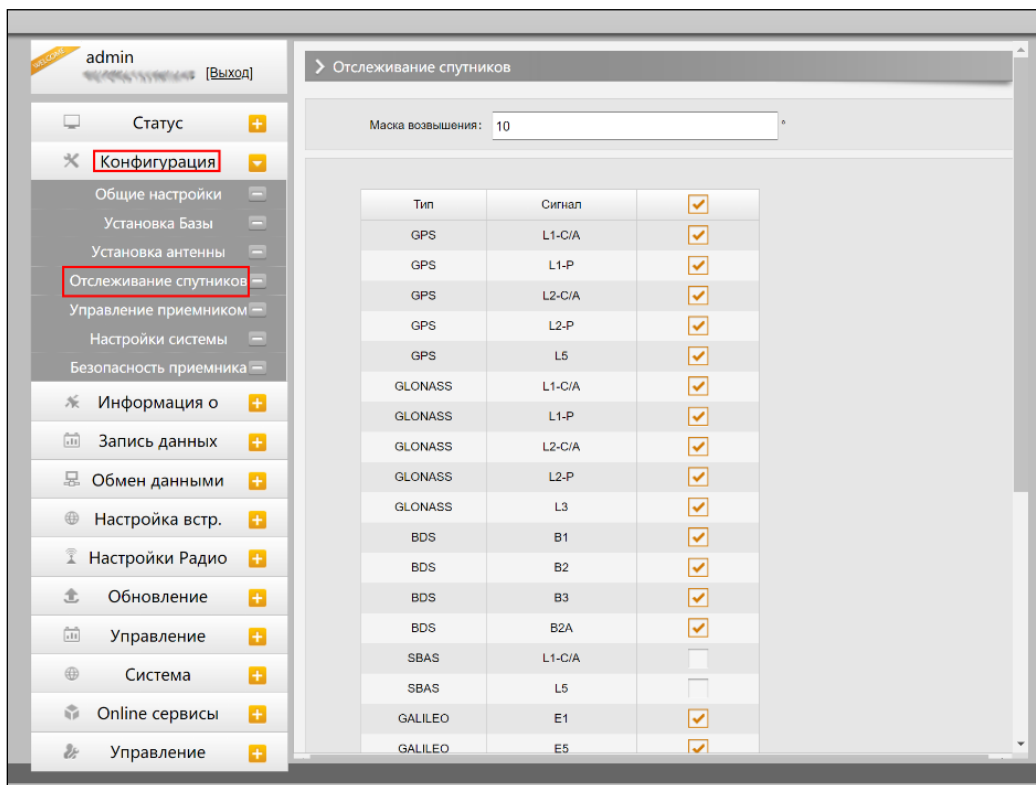 WELCOME
admin
[Выход]
Статус
Конфигурация
Общие настройки
Установка Базы
Установка антенны
Отслеживание спутников
Управление приемником
Настройки системы
Безопасность приемника
Информация о
Запись данных
Обмен данными
Настройка встр.
Настройки Радио
Обновление
Управление
Система
Online сервисы
Управление
Отслеживание спутников
Маска возвышения: 10 °
Тип Сигнал
GPS L1-C/A
GPS L1-P
GPS L2-C/A
GPS L2-P
GPS L5
GLONASS L1-C/A
GLONASS L1-P
GLONASS L2-C/A
GLONASS L2-P
GLONASS L3
BDS B1
BDS B2
BDS B3
BDS B2A
SBAS L1-C/A
SBAS L5
GALILEO E1
GALILEO E5